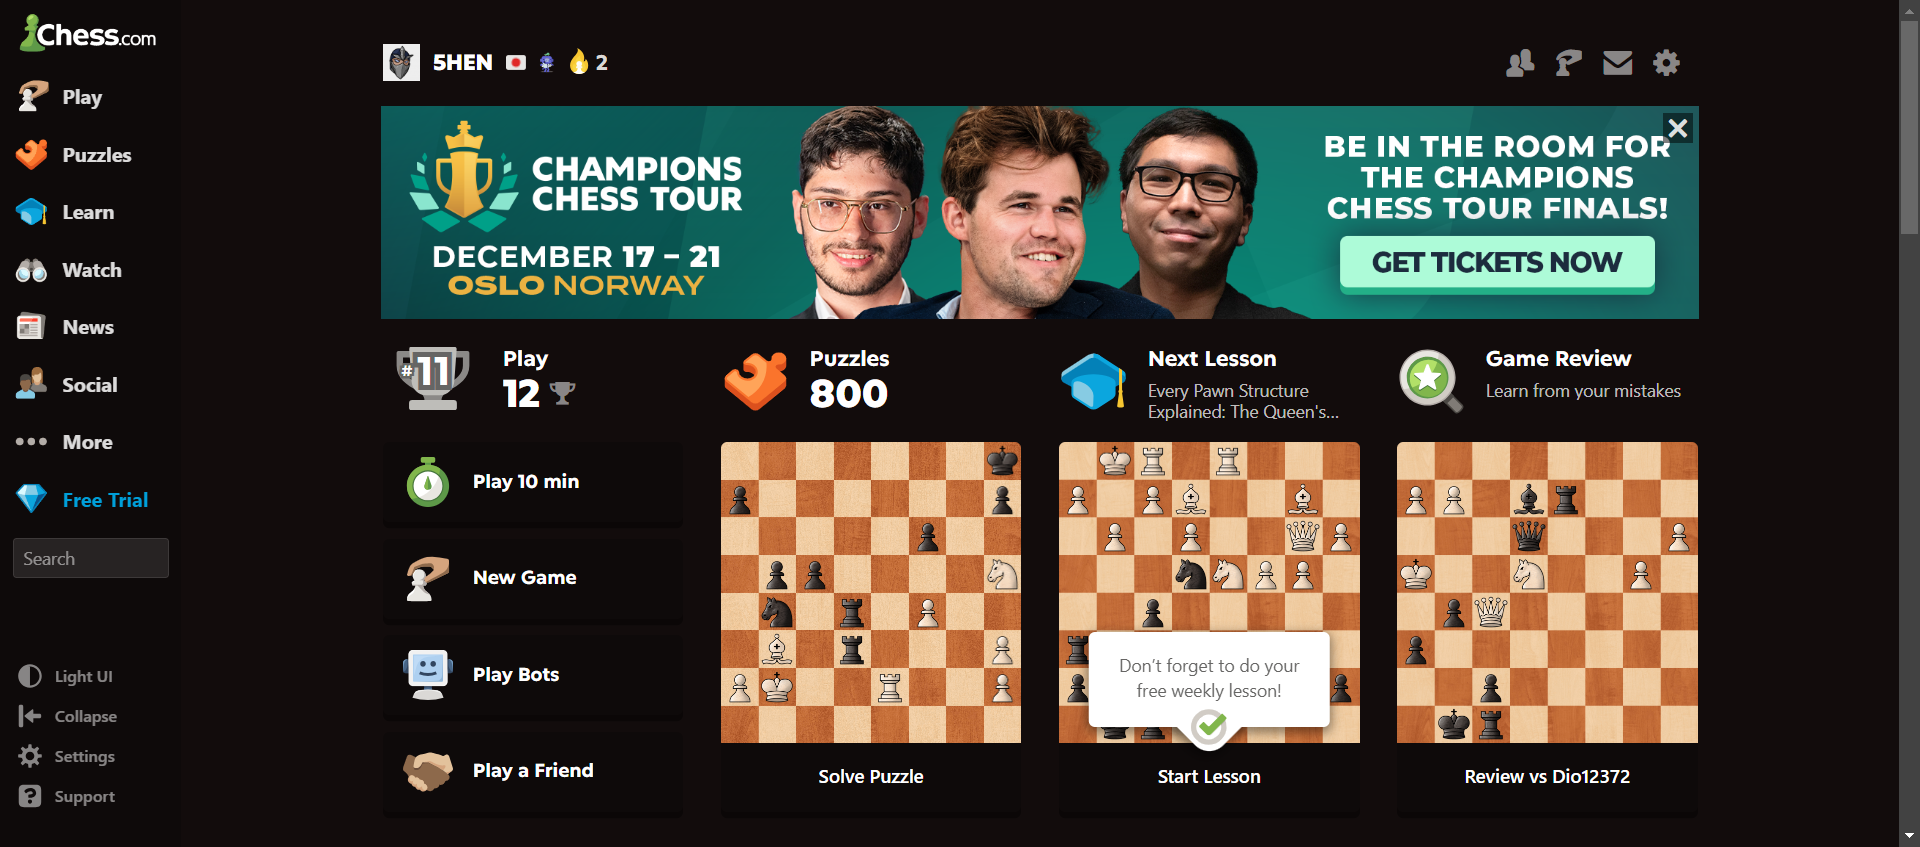 Chess.com
Play
Puzzles
Learn
Watch
News
Social
More
Free Trial
Search
Light UI
Collapse
Settings
Support
5HEN 2
CHAMPIONS
CHESS TOUR
DECEMBER 17 – 21
OSLO NORWAY
BE IN THE ROOM FOR
THE CHAMPIONS
CHESS TOUR FINALS!
GET TICKETS NOW
#11
Play
12
Puzzles
800
Next Lesson
Every Pawn Structure
Explained: The Queen's...
Game Review
Learn from your mistakes
Play 10 min
New Game
Play Bots
Play a Friend
Solve Puzzle
Don't forget to do your
free weekly lesson!
Start Lesson
Review vs Dio12372